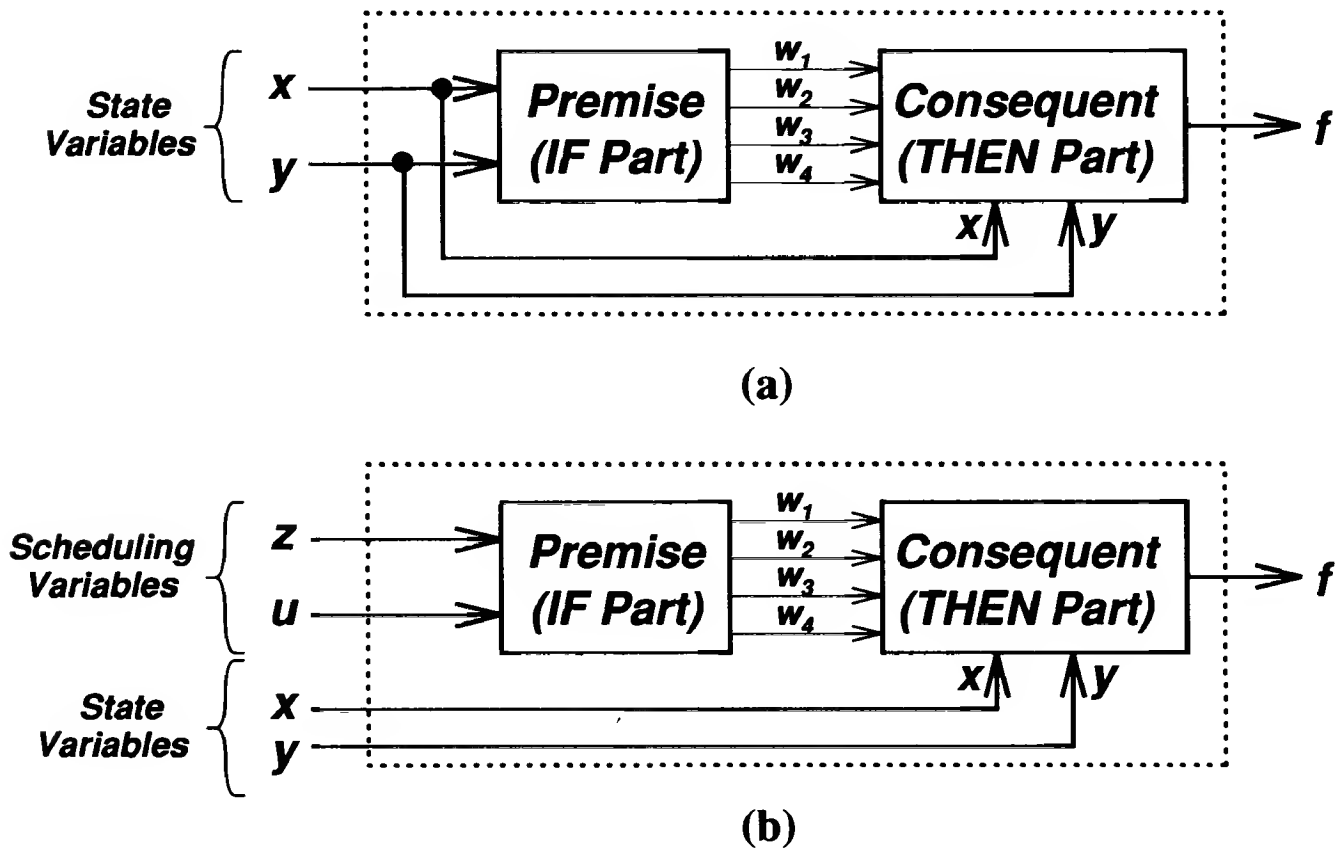 State
Variables
x
y
Premise
(IF Part)
w1
w2
w3
w4
Consequent
(THEN Part)
f
x
y
(a)
Scheduling
Variables
z
u
State
Variables
x
y
Premise
(IF Part)
w1
w2
w3
w4
Consequent
(THEN Part)
f
x
y
(b)